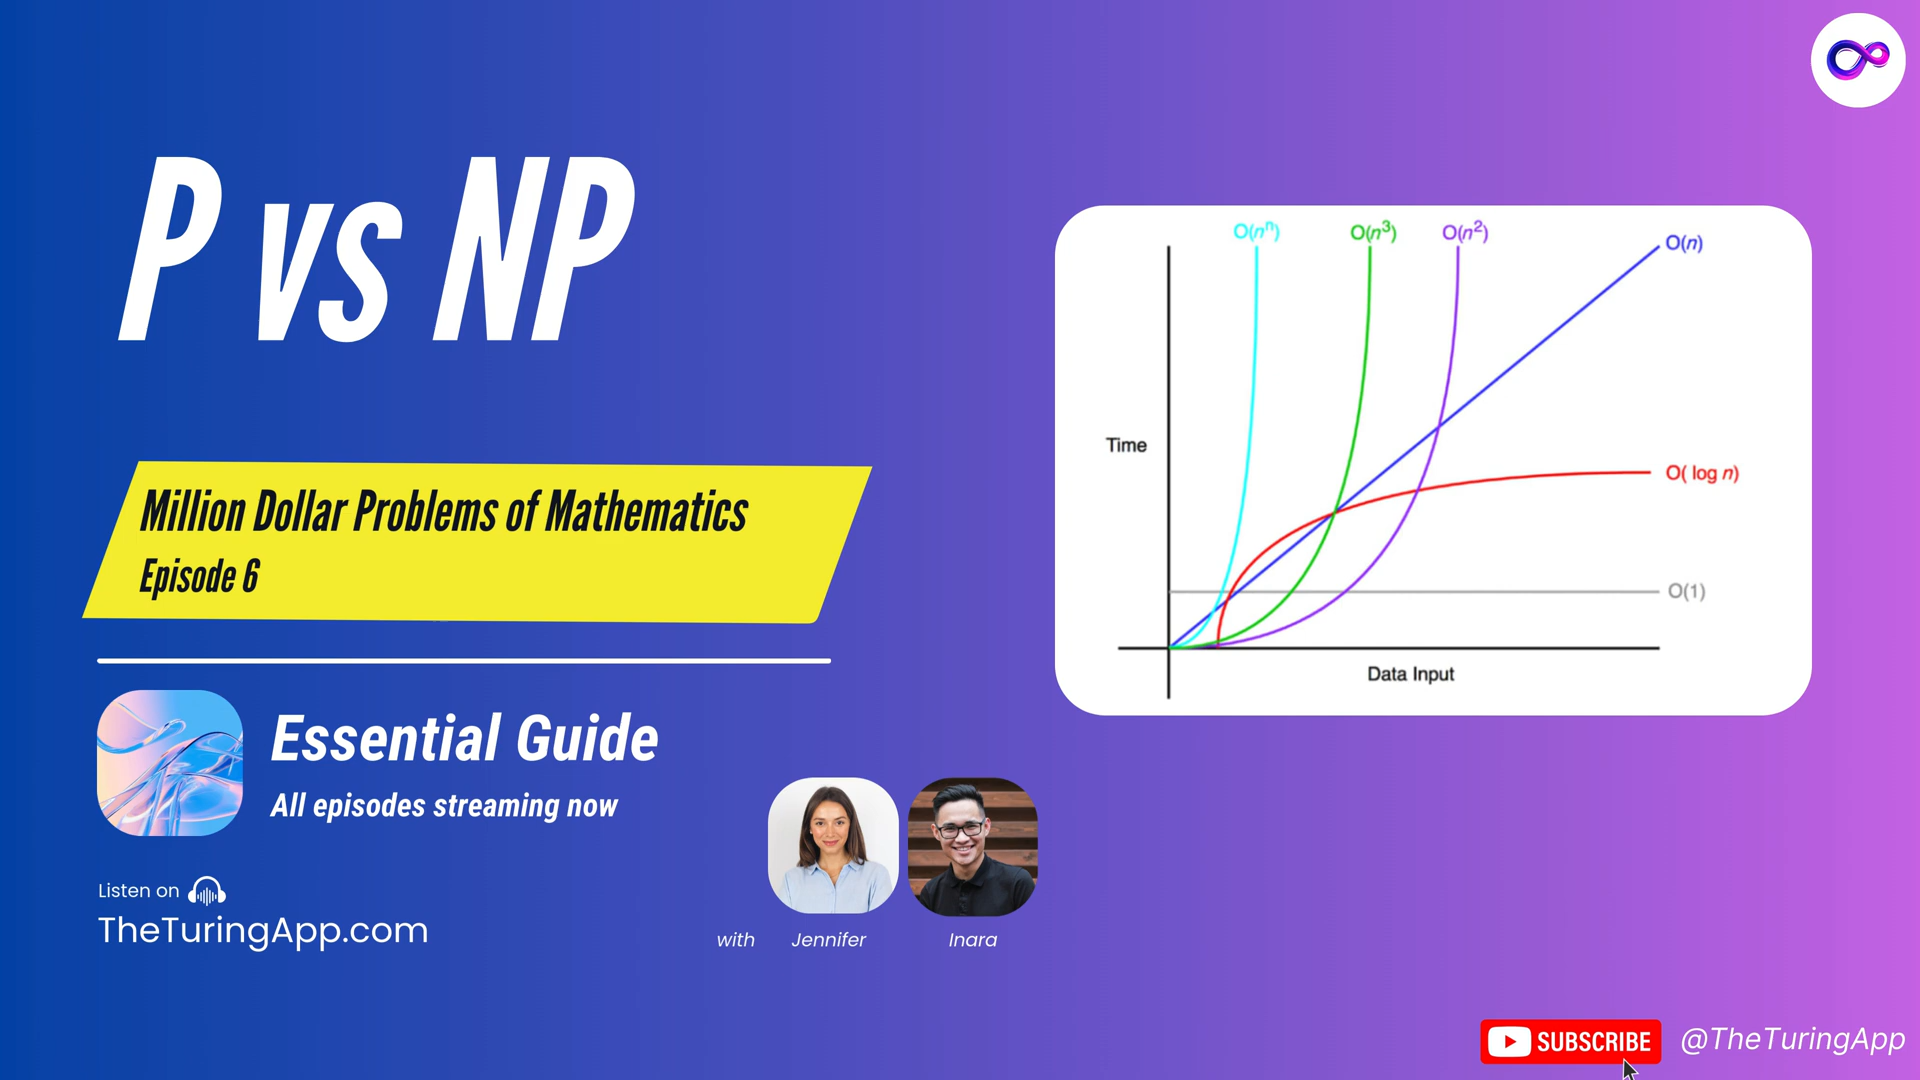 P vs NP
Million Dollar Problems of Mathematics
Episode 6
Essential Guide
All episodes streaming now
Listen on
TheTuringApp.com
with Jennifer Inara
O(nⁿ) O(n³) O(n²) O(n)
Time
O( log n)
O(1)
Data Input
SUBSCRIBE @TheTuringApp